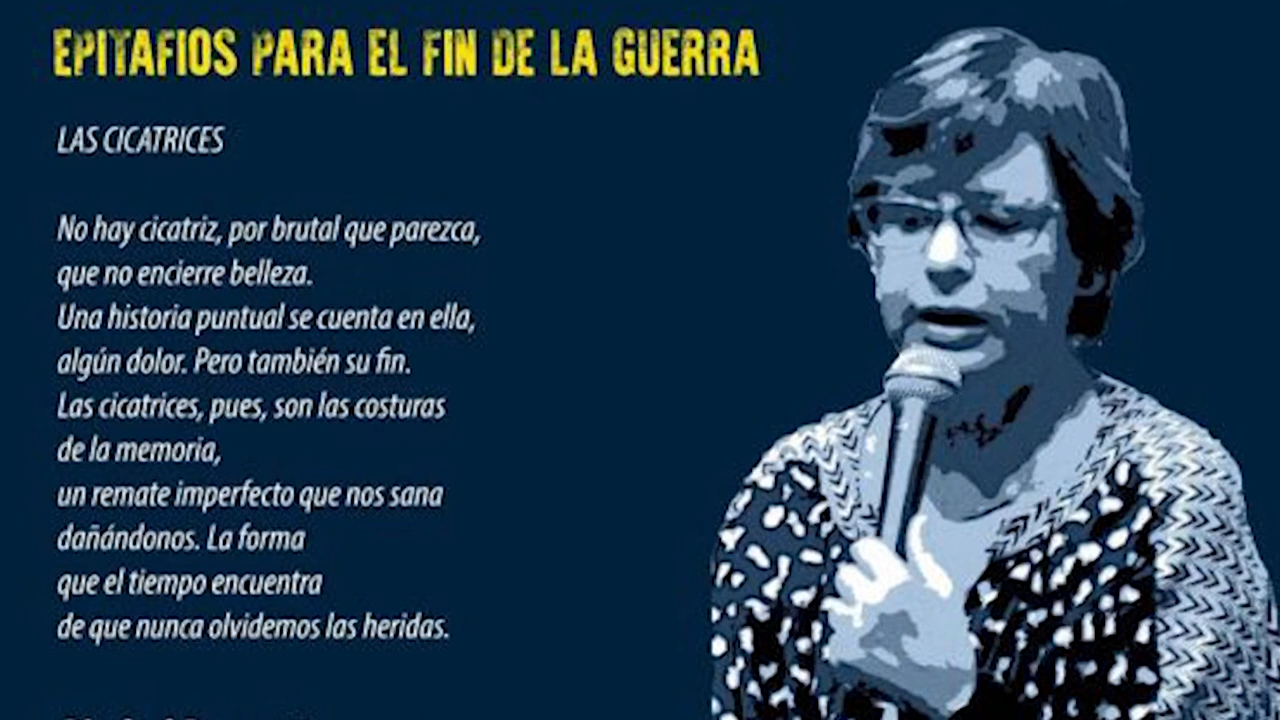 EPITAFIOS PARA EL FIN DE LA GUERRA
LAS CICATRICES
No hay cicatriz, por brutal que parezca,
que no encierre belleza.
Una historia puntual se cuenta en ella,
algún dolor. Pero también su fin.
Las cicatrices, pues, son las costuras
de la memoria,
un remate imperfecto que nos sana
dañándonos. La forma
que el tiempo encuentra
de que nunca olvidemos las heridas.